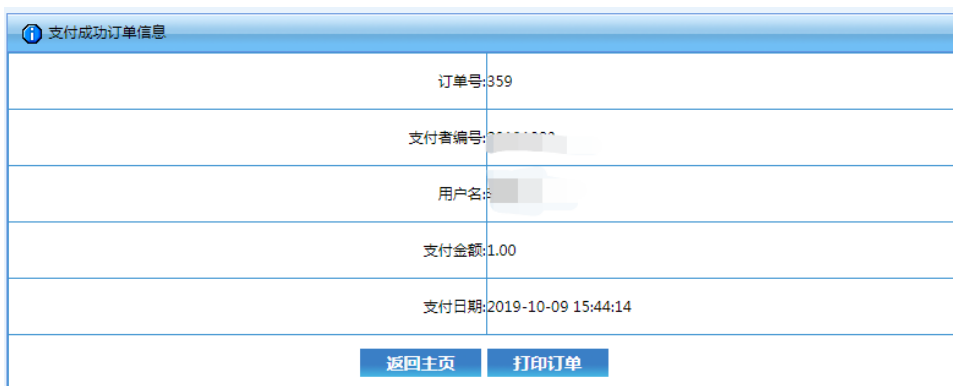 支付成功订单信息
订单号:359
支付者编号:
用户名:
支付金额:1.00
支付日期:2019-10-09 15:44:14
返回主页 打印订单